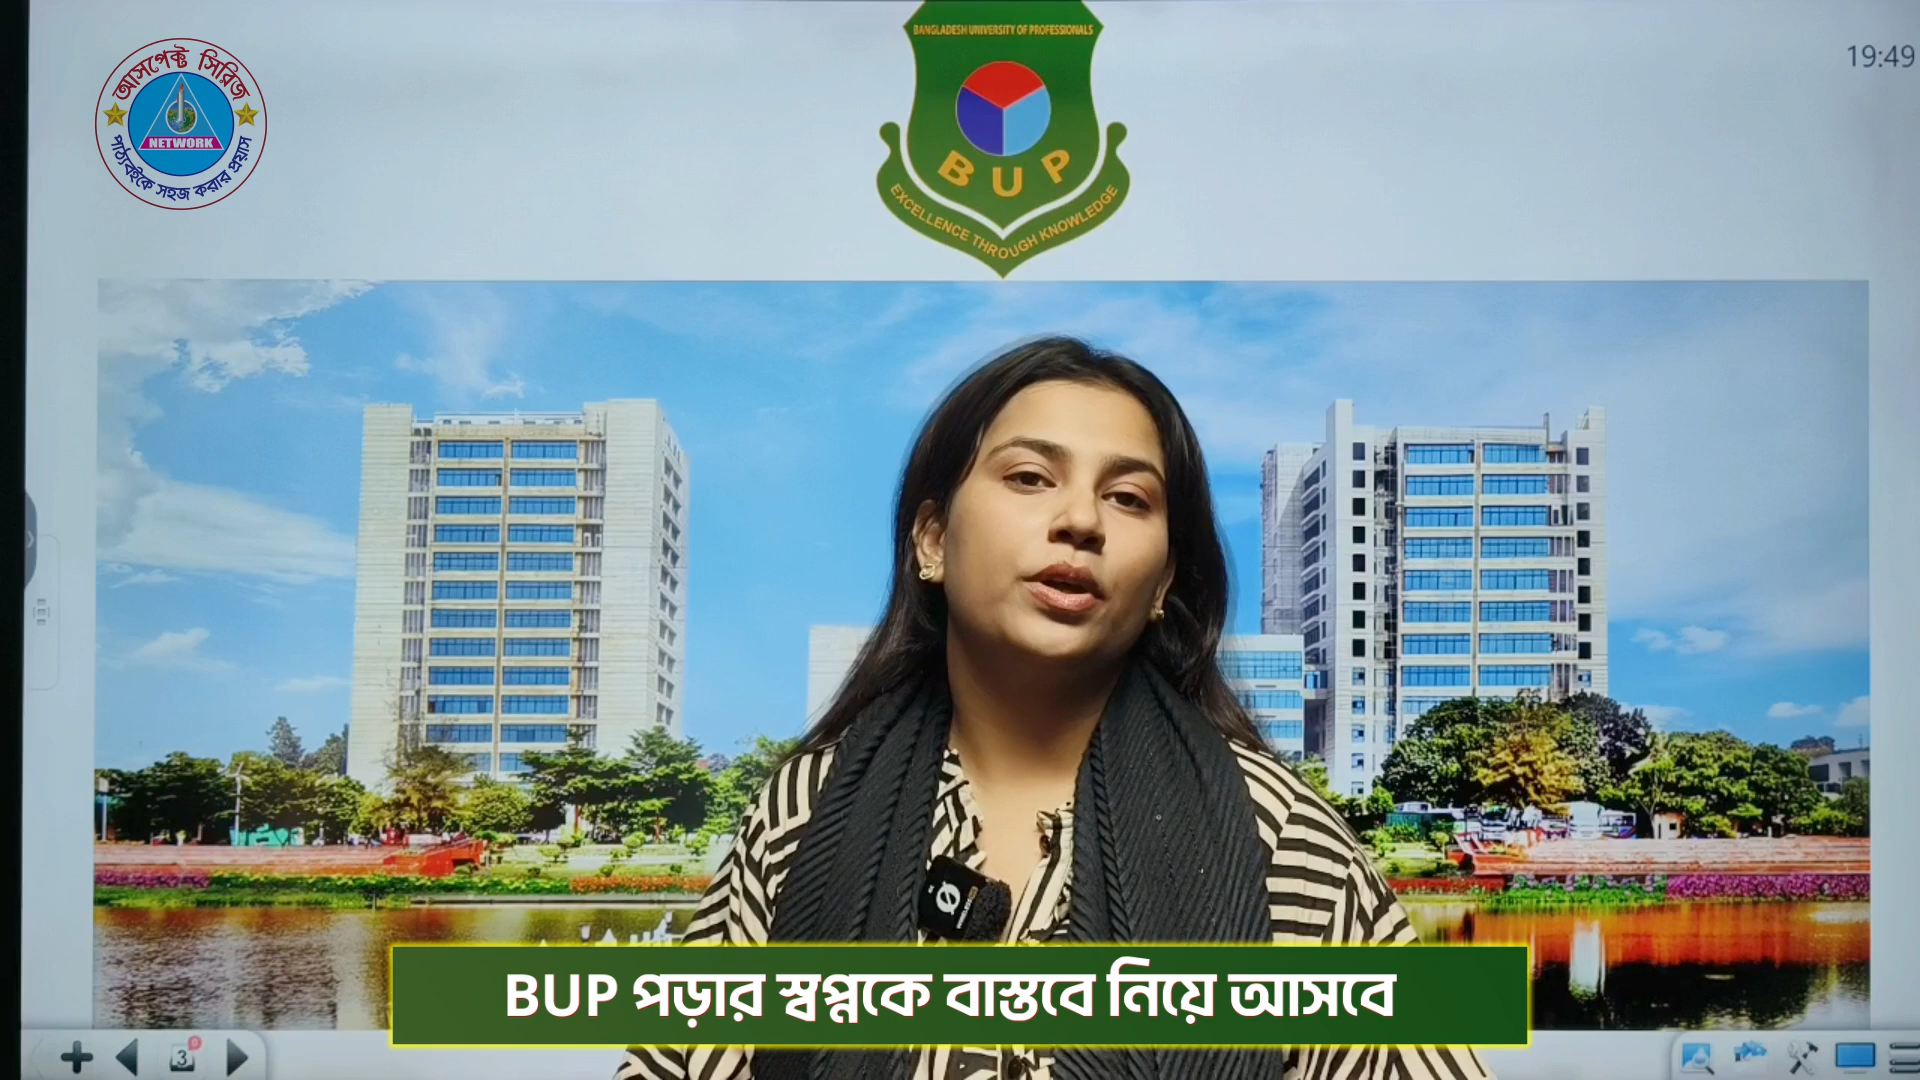 আসপেক্ট সিরিজ
NETWORK
পাঠ্যবইকে সহজ করার প্রয়াস
BANGLADESH UNIVERSITY OF PROFESSIONALS
BUP
EXCELLENCE THROUGH KNOWLEDGE
19:49
BUP পড়ার স্বপ্নকে বাস্তবে নিয়ে আসবে
3